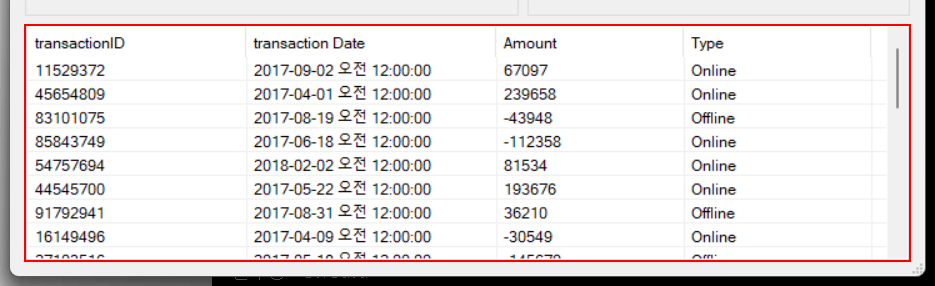 transactionID transaction Date Amount Type
11529372 2017-09-02 오전 12:00:00 67097 Online
45654809 2017-04-01 오전 12:00:00 239658 Online
83101075 2017-08-19 오전 12:00:00 -43948 Offline
85843749 2017-06-18 오전 12:00:00 -112358 Online
54757694 2018-02-02 오전 12:00:00 81534 Online
44545700 2017-05-22 오전 12:00:00 193676 Online
91792941 2017-08-31 오전 12:00:00 36210 Offline
16149496 2017-04-09 오전 12:00:00 -30549 Online